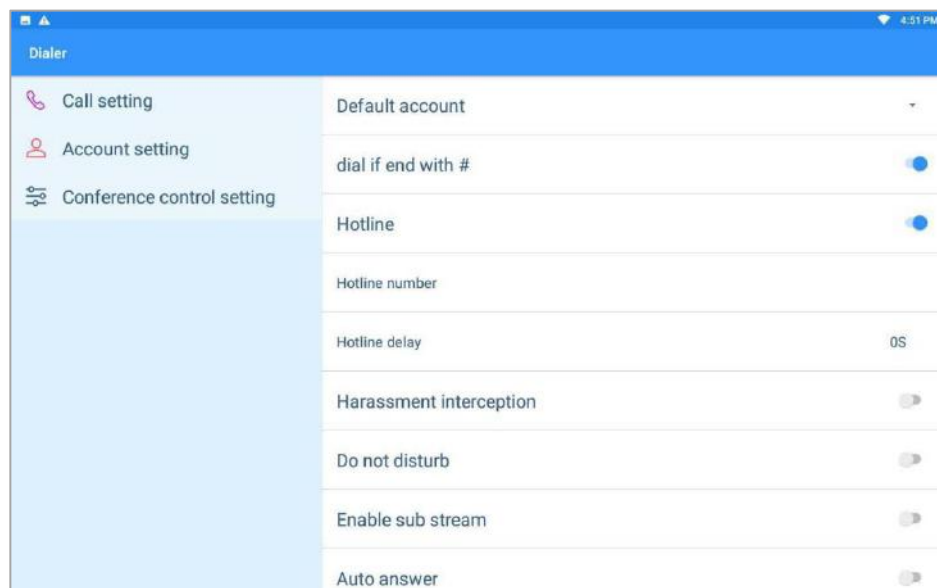 4:51 PM
Dialer
Call setting
Account setting
Conference control setting
Default account
dial if end with #
Hotline
Hotline number
Hotline delay 0S
Harassment interception
Do not disturb
Enable sub stream
Auto answer